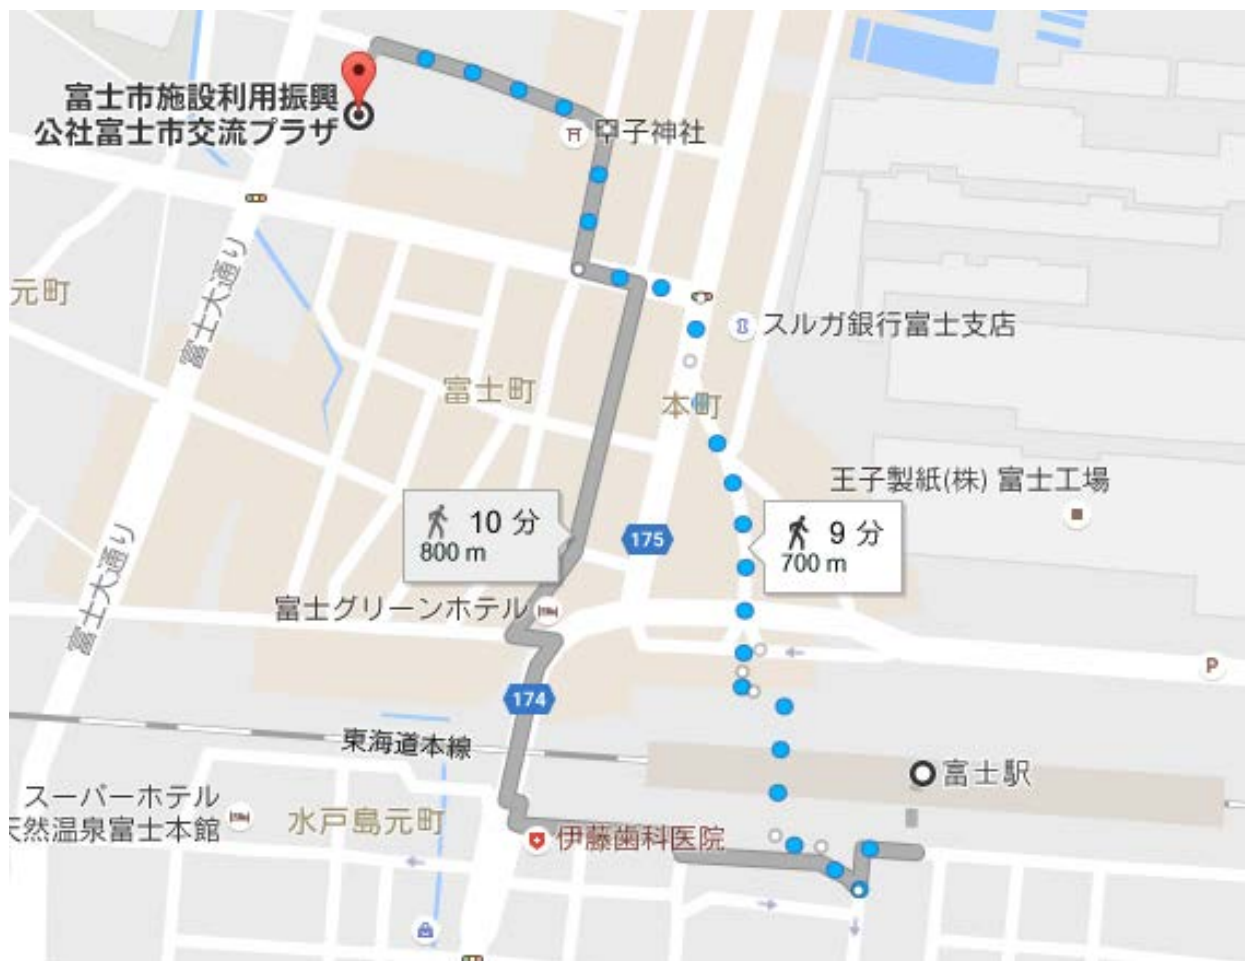 富士市施設利用振興
公社富士市交流プラザ
甲子神社
富士大通り
元町
スルガ銀行富士支店
富士町
本町
王子製紙(株) 富士工場
10 分
800 m
175
9 分
700 m
富士大通り
富士グリーンホテル
P
174
東海道本線
富士駅
スーパーホテル
天然温泉富士本館
水戸島元町
伊藤歯科医院